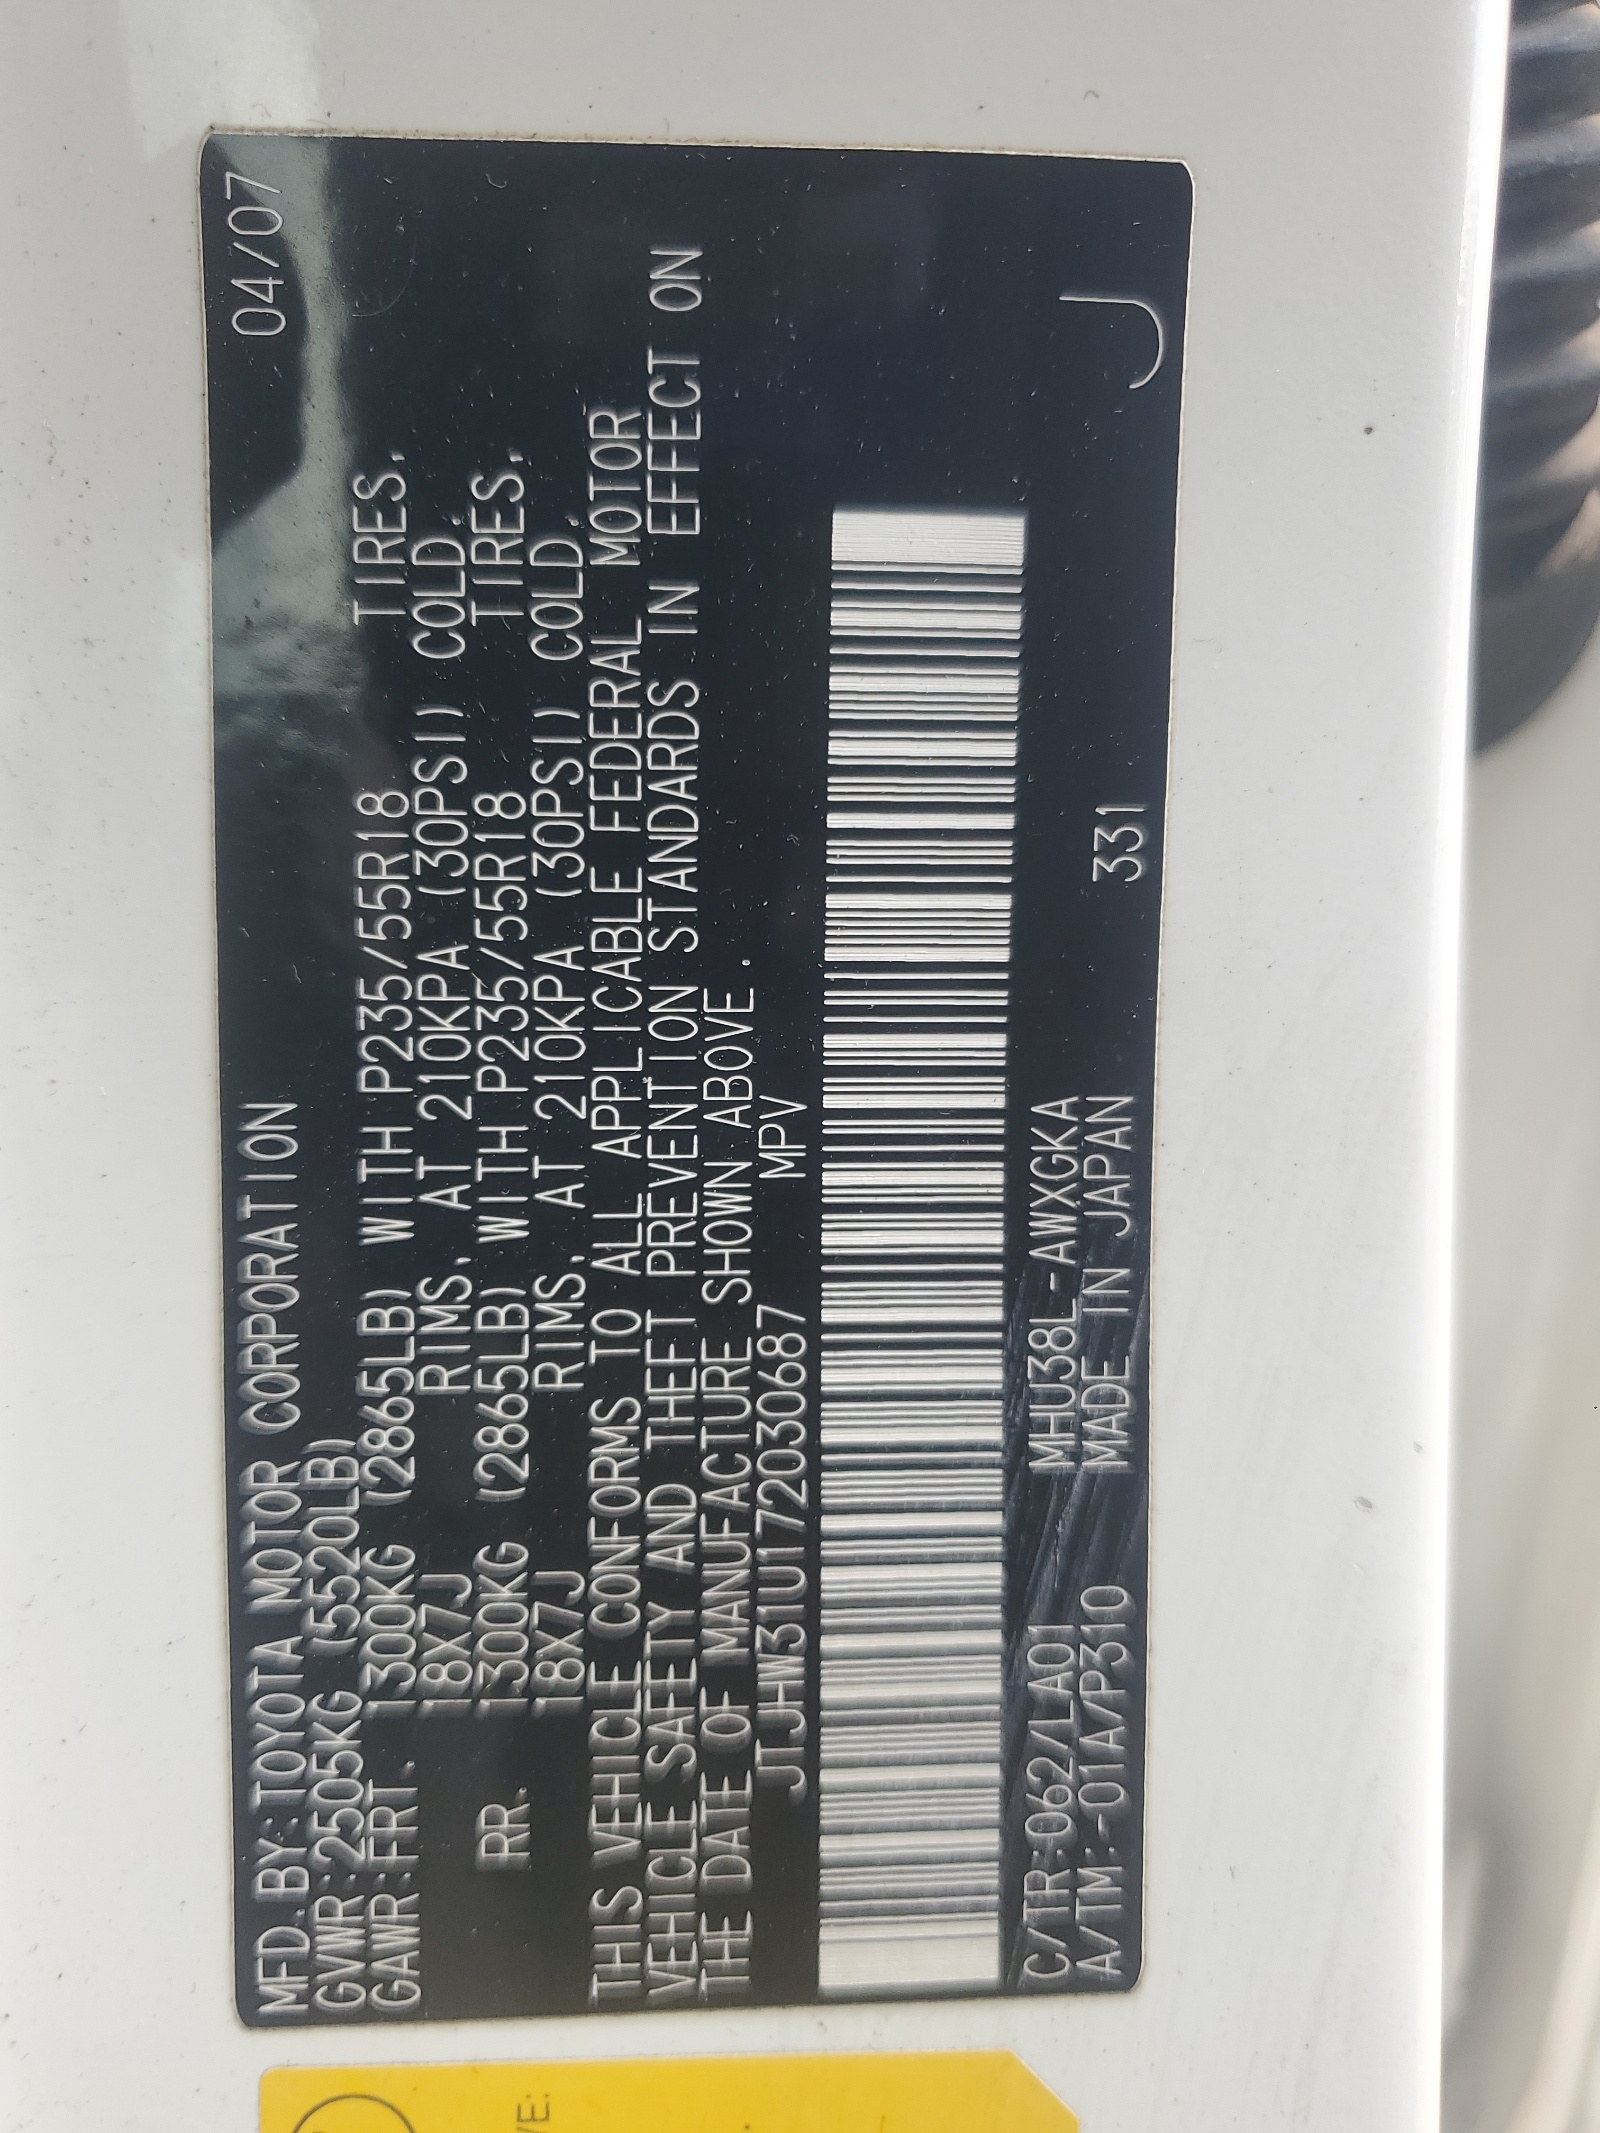 MFD.BY:TOYOTA MOTOR CORPORATION 04/07
GVWR:2505KG (5520LB)
GAWR:FRT. 1300KG (2865LB) WITH P235/55R18 TIRES,
18X7J RIMS, AT 210KPA (30PSI) COLD.
RR. 1300KG (2865LB) WITH P235/55R18 TIRES,
18X7J RIMS, AT 210KPA (30PSI) COLD.
THIS VEHICLE CONFORMS TO ALL APPLICABLE FEDERAL MOTOR
VEHICLE SAFETY AND THEFT PREVENTION STANDARDS IN EFFECT ON
THE DATE OF MANUFACTURE SHOWN ABOVE.
JTJHW31U172030687 MPV
C/TR:062/LA01 MHU38L-AWXGKA
A/TM:-01A/P310 MADE IN JAPAN 331 J